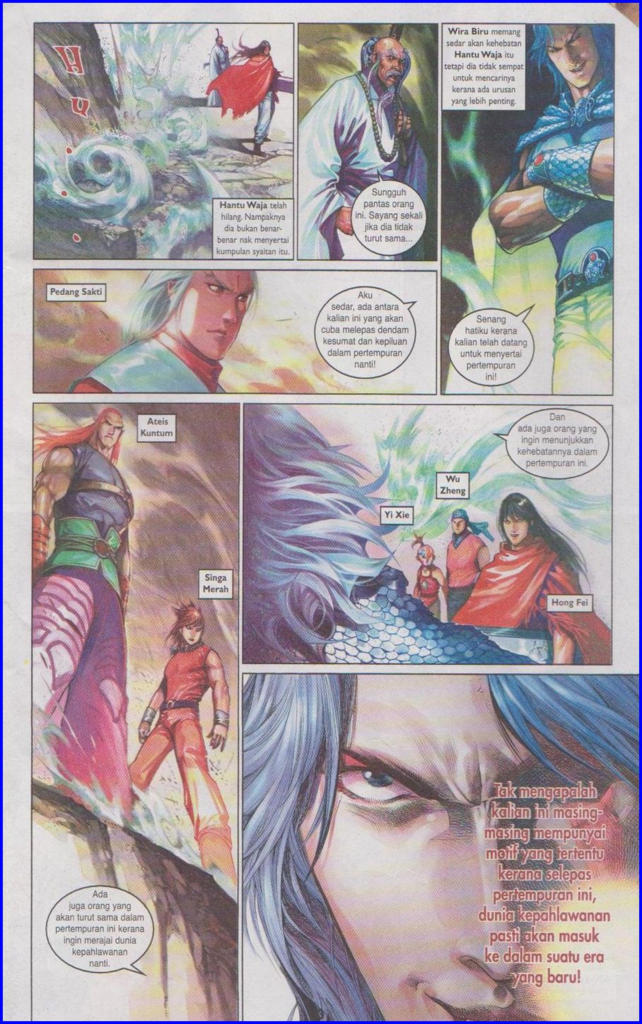 H
u
...
Hantu Waja telah
hilang. Nampaknya
dia bukan benar-
benar nak menyertai
kumpulan syaitan itu.
Sungguh
pantas orang
ini. Sayang sekali
jika dia tidak
turut sama...
Wira Biru memang
sedar akan kehebatan
Hantu Waja itu
tetapi dia tidak sempat
untuk mencarinya
kerana ada urusan
yang lebih penting.
Senang
hatiku kerana
kalian telah datang
untuk menyertai
pertempuran
ini!
Pedang Sakti
Aku
sedar, ada antara
kalian ini yang akan
cuba melepas dendam
kesumat dan kepiluan
dalam pertempuran
nanti!
Ateis
Kuntum
Singa
Merah
Ada
juga orang yang
akan turut sama dalam
pertempuran ini kerana
ingin merajai dunia
kepahlawanan
nanti.
Dan
ada juga orang yang
ingin menunjukkan
kehebatannya dalam
pertempuran ini.
Wu
Zheng
Yi Xie
Hong Fei
Tak mengapalah
kalian ini masing-
masing mempunyai
motif yang tertentu
kerana selepas
pertempuran ini,
dunia kepahlawanan
pasti akan masuk
ke dalam suatu era
yang baru!